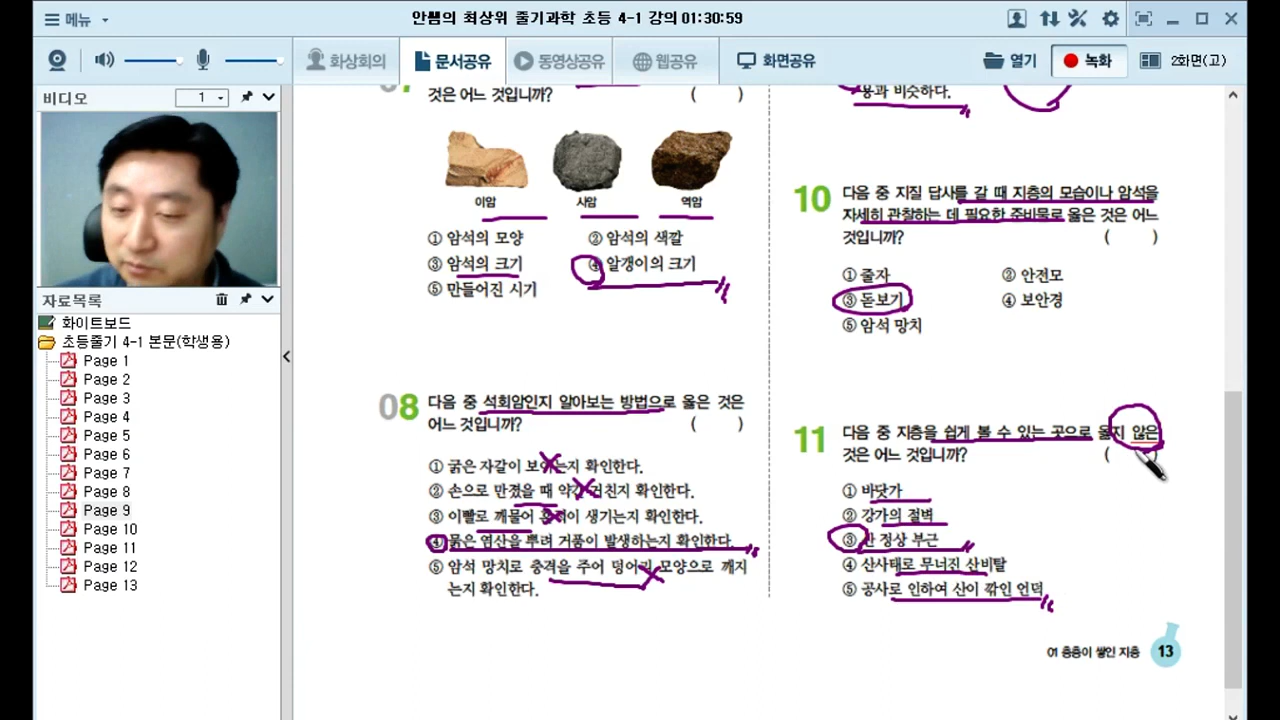 메뉴
안쌤의 최상위 줄기과학 초등 4-1 강의 01:30:59
화상회의
문서공유
동영상공유
웹공유
화면공유
열기
녹화
2화면(고)
비디오
1
자료목록
화이트보드
초등줄기 4-1 본문(학생용)
Page 1
Page 2
Page 3
Page 4
Page 5
Page 6
Page 7
Page 8
Page 9
Page 10
Page 11
Page 12
Page 13
것은 어느 것입니까? ( )
이암 사암 역암
① 암석의 모양 ② 암석의 색깔
③ 암석의 크기 ④ 알갱이의 크기
⑤ 만들어진 시기
08 다음 중 석회암인지 알아보는 방법으로 옳은 것은
어느 것입니까? ( )
① 굵은 자갈이 보이는지 확인한다.
② 손으로 만졌을 때 약간 거친지 확인한다.
③ 이빨로 깨물어 흔적이 생기는지 확인한다.
④ 묽은 염산을 뿌려 거품이 발생하는지 확인한다.
⑤ 암석 망치로 충격을 주어 덩어리 모양으로 깨지
는지 확인한다.
비슷하다.
10 다음 중 지질 답사를 갈 때 지층의 모습이나 암석을
자세히 관찰하는 데 필요한 준비물로 옳은 것은 어느
것입니까? ( )
① 줄자 ② 안전모
③ 돋보기 ④ 보안경
⑤ 암석 망치
11 다음 중 지층을 쉽게 볼 수 있는 곳으로 옳지 않은
것은 어느 것입니까? ( )
① 바닷가
② 강가의 절벽
③ 산 정상 부근
④ 산사태로 무너진 산비탈
⑤ 공사로 인하여 산이 깎인 언덕
01 층층이 쌓인 지층 13